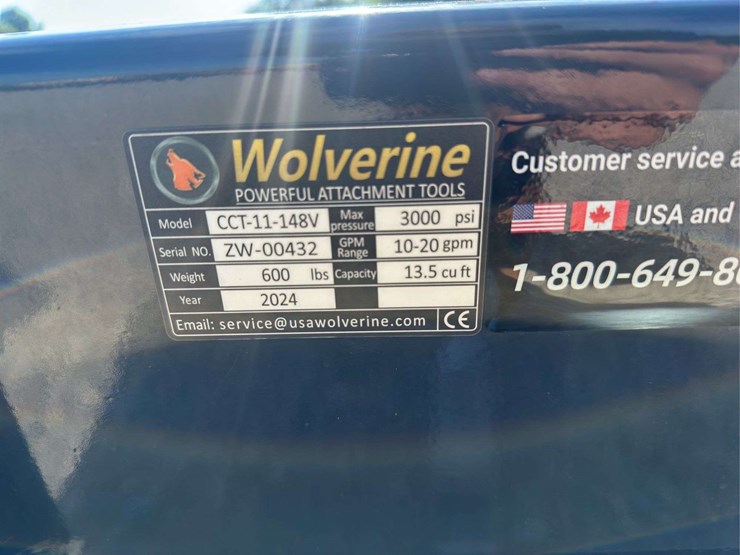 Wolverine
POWERFUL ATTACHMENT TOOLS
Model CCT-11-148V Max pressure 3000 psi
Serial NO. ZW-00432 GPM Range 10-20 gpm
Weight 600 lbs Capacity 13.5 cu ft
Year 2024
Email: service@usawolverine.com CE
Customer service
USA and
1-800-649-8